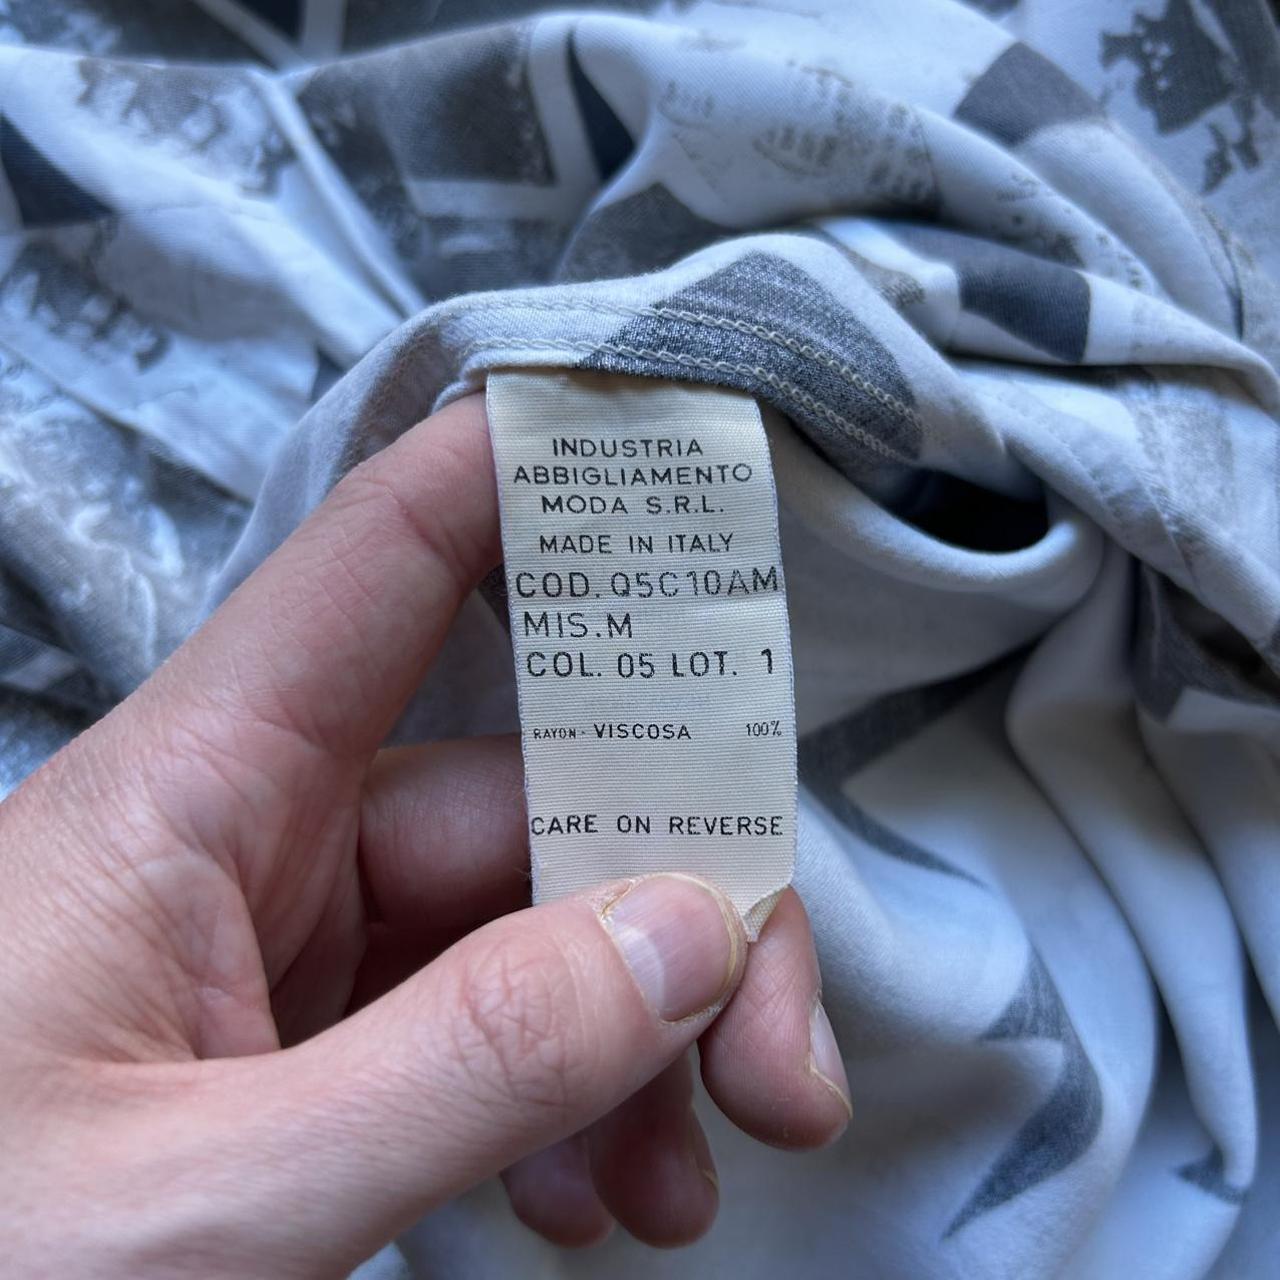 INDUSTRIA
ABBIGLIAMENTO
MODA S.R.L.
MADE IN ITALY
COD. Q5C10AM
MIS.M
COL. 05 LOT. 1
RAYON - VISCOSA 100%
CARE ON REVERSE